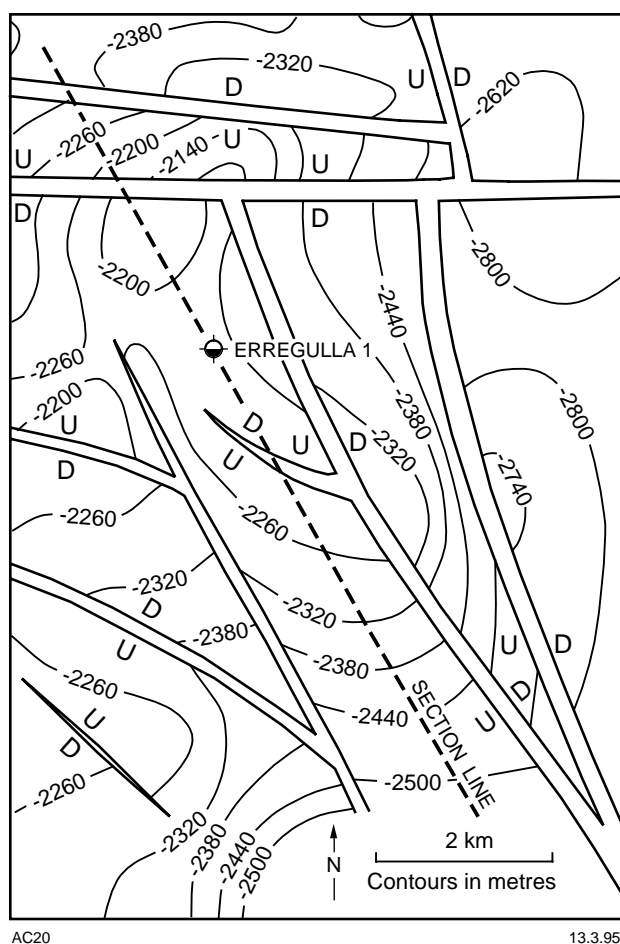 -2380
-2320
U D
D
-2620
-2260
U
-2200
U
-2140
U
D
D
-2800
-2200
-2440
ERREGULLA 1
-2260
-2380
-2200
-2800
U
D
D
U
D
U
-2320
-2740
-2260
-2260
-2320
-2320
D
-2380
U
-2380
U
D
-2260
SECTION LINE
D
U
-2440
U
D
-2500
-2260
-2320
2 km
-2380
N
-2440
Contours in metres
-2500
AC20
13.3.95